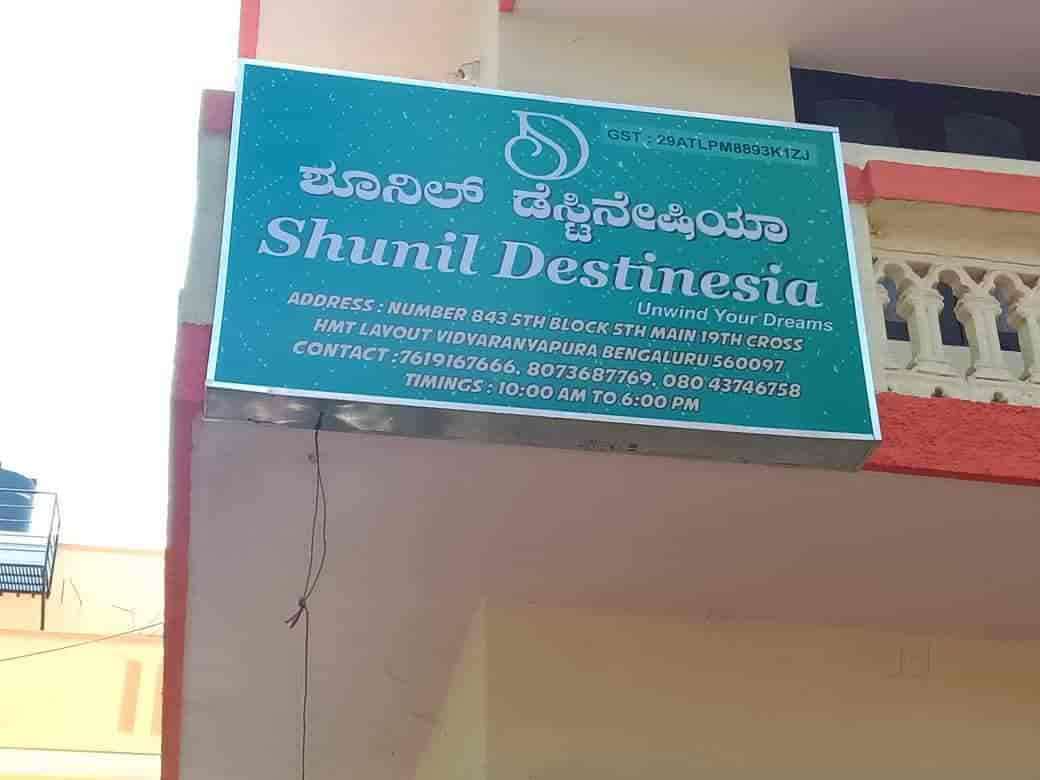 GST : 29ATLPM8893K1ZJ
ಶೂನಿಲ್ ಡೆಸ್ಟಿನೇಷಿಯಾ
Shunil Destinesia
Unwind Your Dreams
ADDRESS : NUMBER 843 5TH BLOCK 5TH MAIN 19TH CROSS
HMT LAYOUT VIDYARANYAPURA BENGALURU 560097
CONTACT :7619167666, 8073687769, 080 43746758
TIMINGS : 10:00 AM TO 6:00 PM